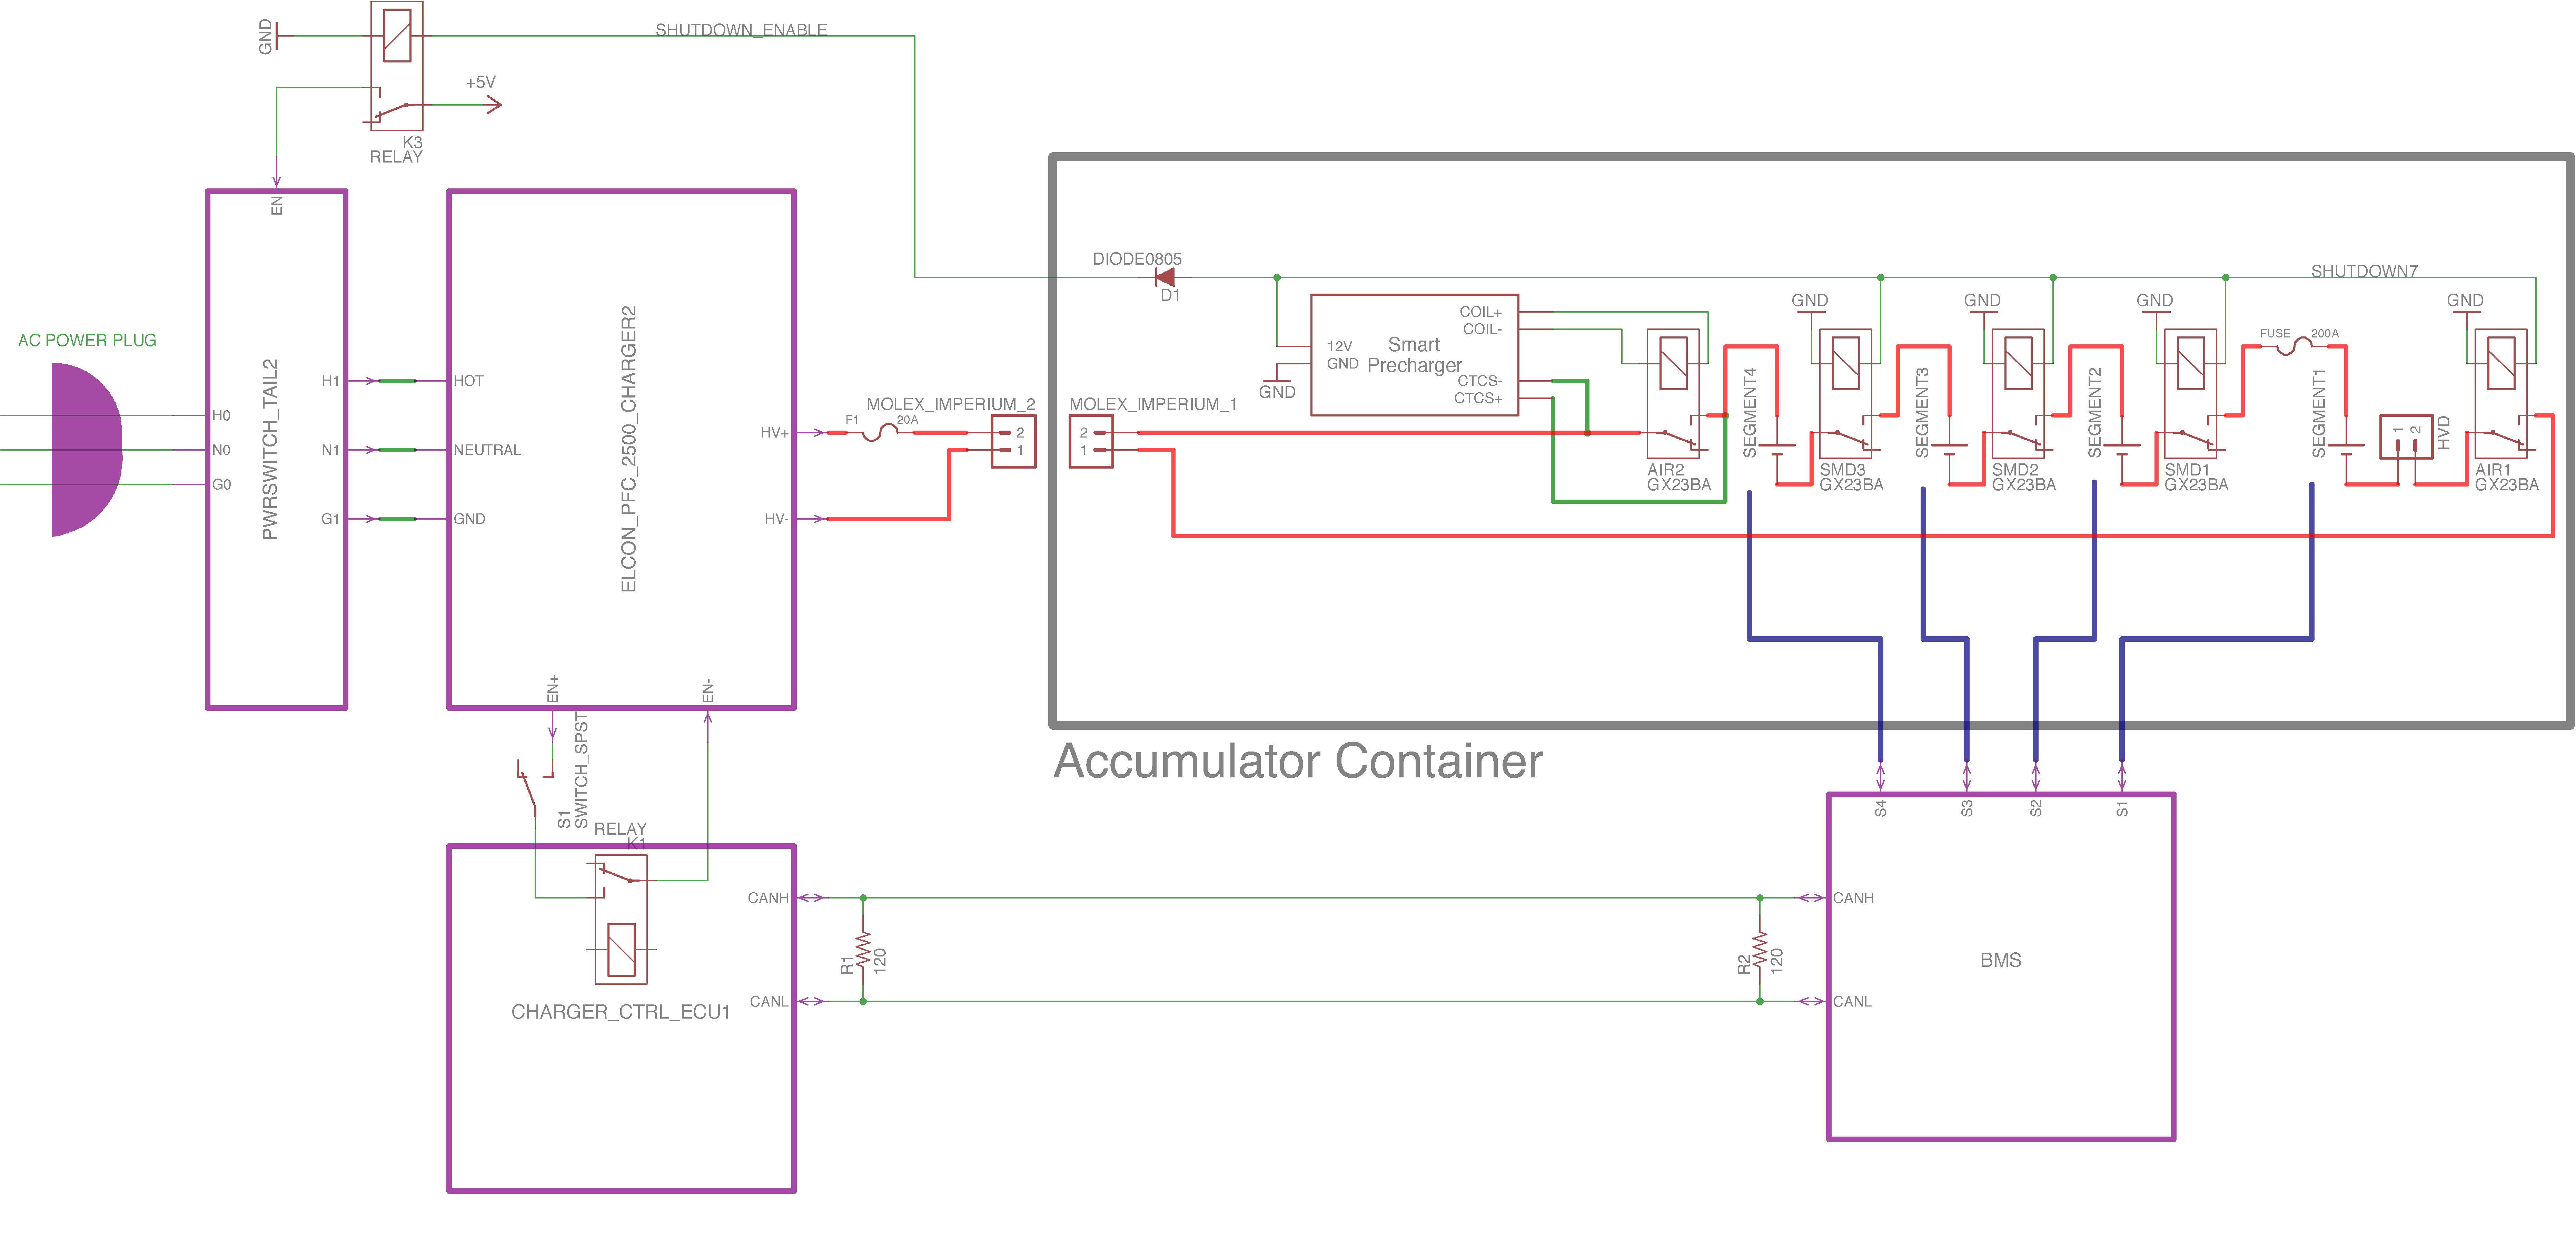 GND
SHUTDOWN_ENABLE
+5V
K3
RELAY
EN
AC POWER PLUG
PWRSWITCH_TAIL2
H0
N0
G0
H1
N1
G1
HOT
NEUTRAL
GND
ELCON_PFC_2500_CHARGER2
HV+
HV-
EN+
EN-
F1
20A
MOLEX_IMPERIUM_2
2
1
MOLEX_IMPERIUM_1
2
1
DIODE0805
D1
SHUTDOWN7
12V
GND
Smart
Precharger
COIL+
COIL-
CTCS-
CTCS+
GND
AIR2
GX23BA
SEGMENT4
GND
SMD3
GX23BA
SEGMENT3
GND
SMD2
GX23BA
SEGMENT2
GND
SMD1
GX23BA
FUSE
200A
SEGMENT1
1
2
HVD
GND
AIR1
GX23BA
Accumulator Container
S1
SWITCH_SPST
RELAY
K1
CHARGER_CTRL_ECU1
CANH
CANL
R1
120
R2
120
S4
S3
S2
S1
CANH
CANL
BMS